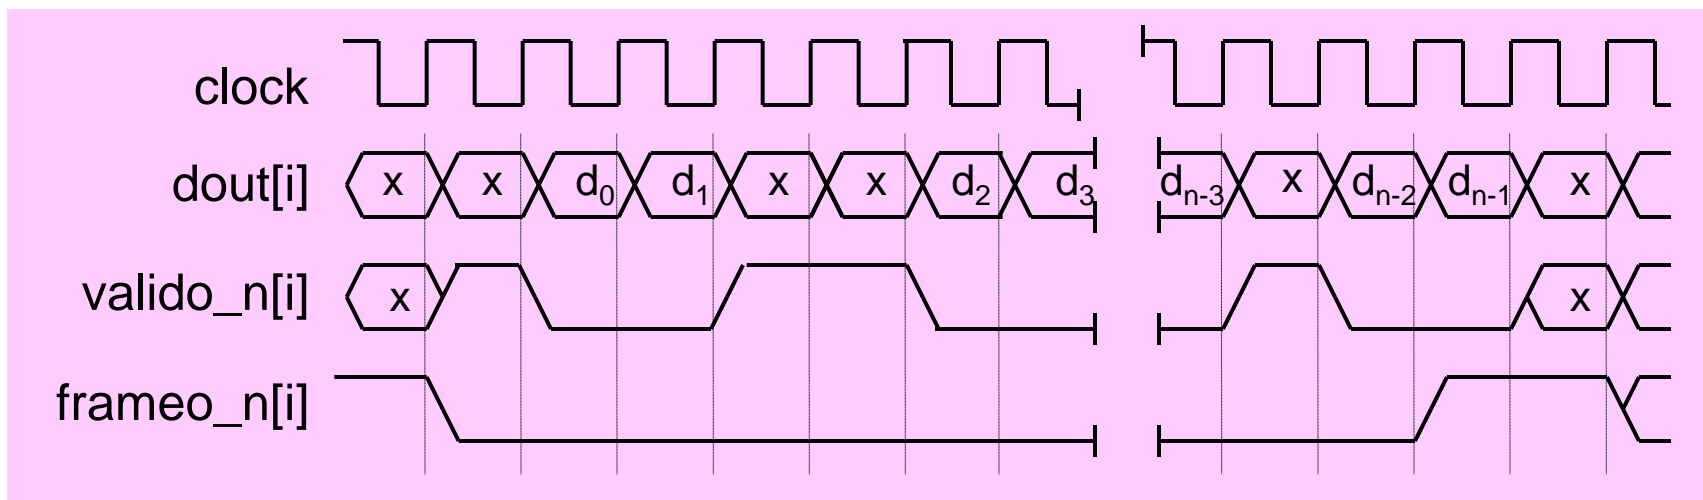 clock
dout[i] x x d0 d1 x x d2 d3 dn-3 x dn-2 dn-1 x
valido_n[i] x x
frameo_n[i]